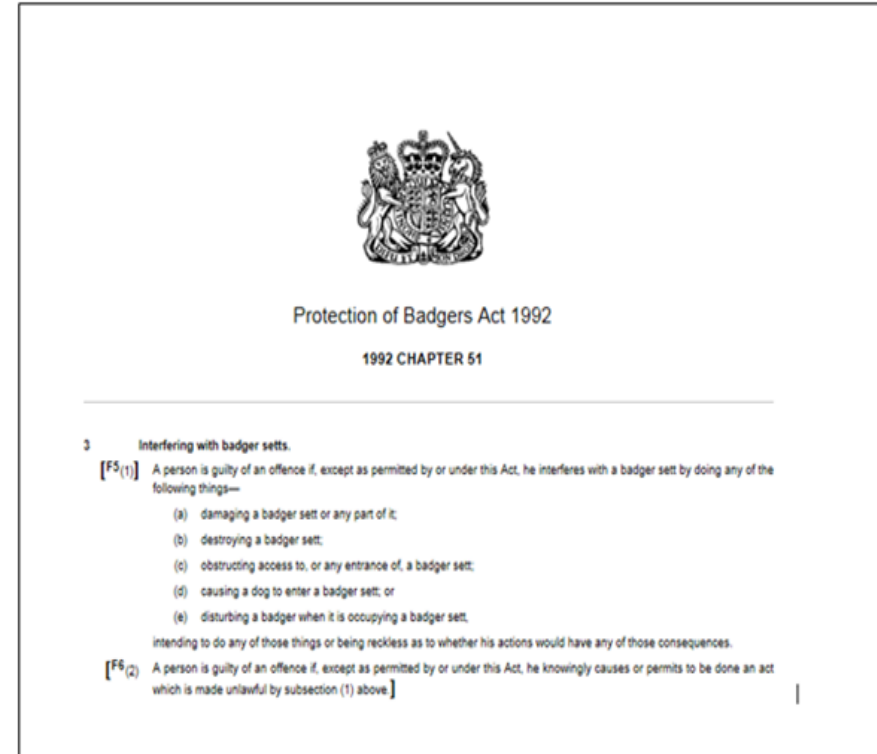 Protection of Badgers Act 1992
1992 CHAPTER 51
3 Interfering with badger setts.
[F5(1)] A person is guilty of an offence if, except as permitted by or under this Act, he interferes with a badger sett by doing any of the
following things—
(a) damaging a badger sett or any part of it;
(b) destroying a badger sett;
(c) obstructing access to, or any entrance of, a badger sett;
(d) causing a dog to enter a badger sett; or
(e) disturbing a badger when it is occupying a badger sett,
intending to do any of those things or being reckless as to whether his actions would have any of those consequences.
[F6(2) A person is guilty of an offence if, except as permitted by or under this Act, he knowingly causes or permits to be done an act
which is made unlawful by subsection (1) above.]